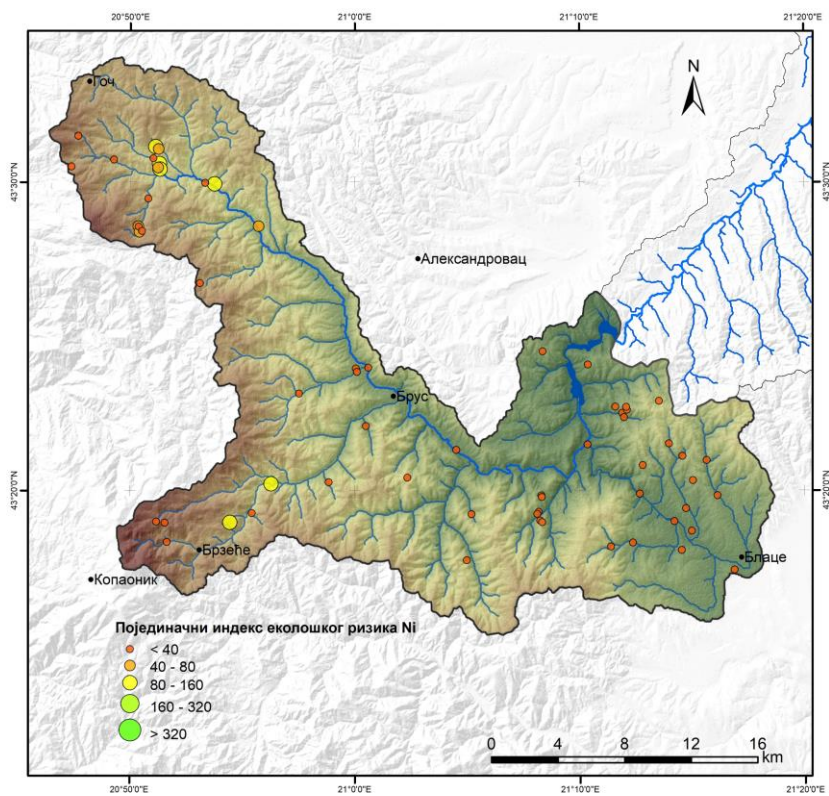 20°50'0"E 21°0'0"E 21°10'0"E 21°20'0"E
N
Гоч
43°30'0"N 43°30'0"N
Александровац
Брус
43°20'0"N 43°20'0"N
Брзеће
Блаце
Копаоник
Појединачни индекс еколошког ризика Ni
< 40
40 - 80
80 - 160
160 - 320
> 320
0 4 8 12 16
km
20°50'0"E 21°0'0"E 21°10'0"E 21°20'0"E